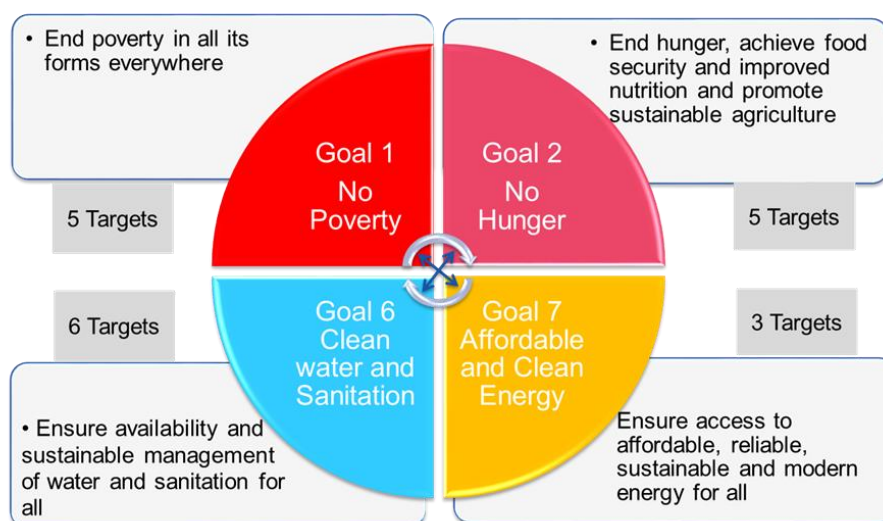 • End poverty in all its
forms everywhere
• End hunger, achieve food
security and improved
nutrition and promote
sustainable agriculture
Goal 1
No
Poverty
Goal 2
No
Hunger
5 Targets
5 Targets
6 Targets
3 Targets
Goal 6
Clean
water and
Sanitation
Goal 7
Affordable
and Clean
Energy
• Ensure availability and
sustainable management
of water and sanitation for
all
Ensure access to
affordable, reliable,
sustainable and modern
energy for all